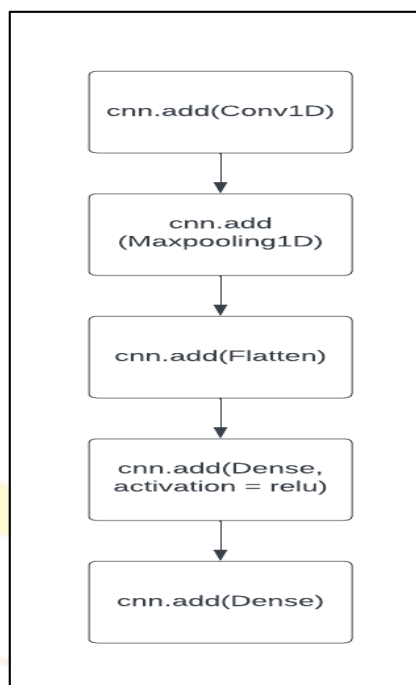 cnn.add(Conv1D)
cnn.add
(Maxpooling1D)
cnn.add(Flatten)
cnn.add(Dense,
activation = relu)
cnn.add(Dense)